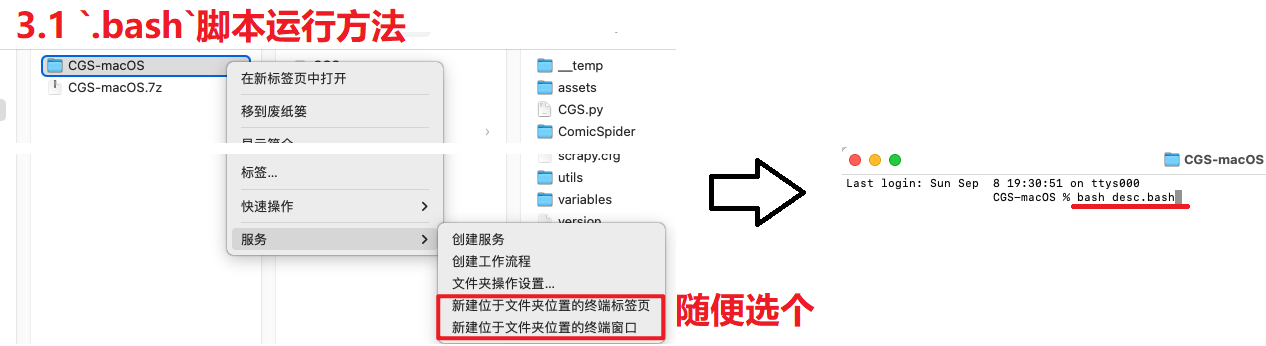 3.1 `.bash`脚本运行方法
CGS-macOS
CGS-macOS.7z
在新标签页中打开
移到废纸篓
标签...
快速操作
服务
__temp
assets
CGS.py
ComicSpider
scrapy.cfg
utils
variables
version
创建服务
创建工作流程
文件夹操作设置...
新建位于文件夹位置的终端标签页
新建位于文件夹位置的终端窗口
随便选个
CGS-macOS
Last login: Sun Sep  8 19:30:51 on ttys000
CGS-macOS % bash desc.bash